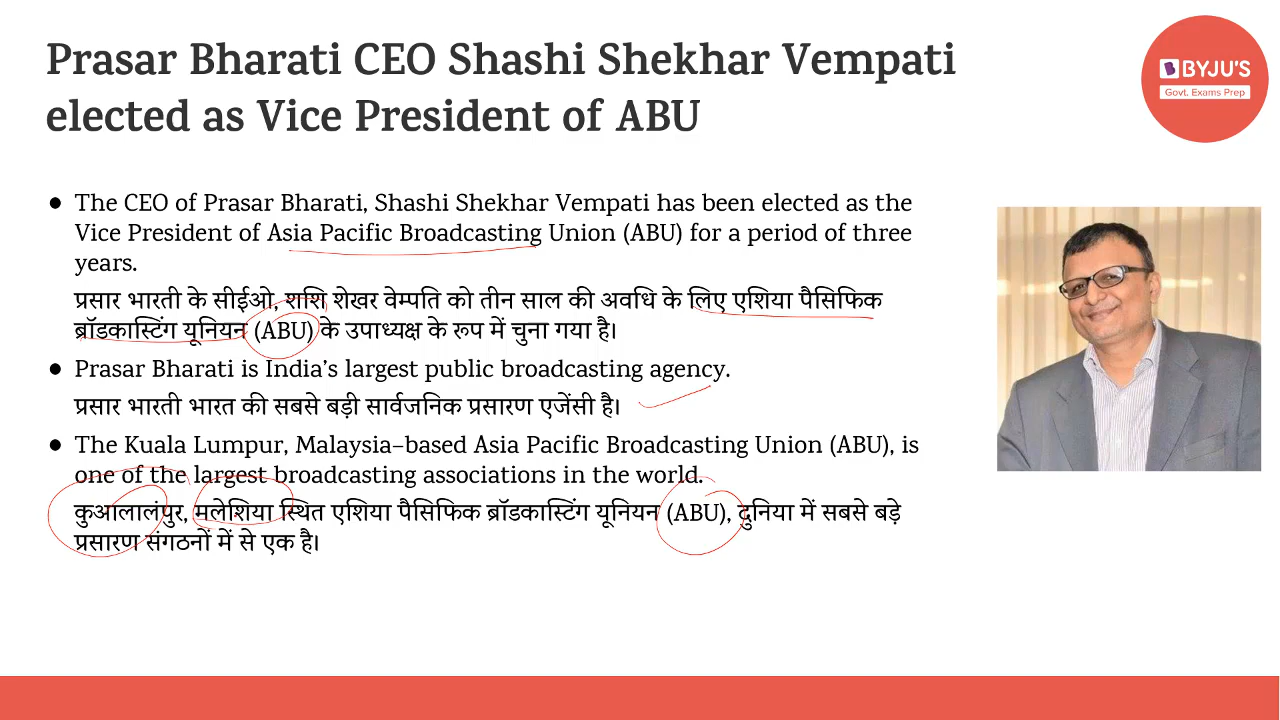 Prasar Bharati CEO Shashi Shekhar Vempati
elected as Vice President of ABU
BYJU'S
Govt. Exams Prep
● The CEO of Prasar Bharati, Shashi Shekhar Vempati has been elected as the
Vice President of Asia Pacific Broadcasting Union (ABU) for a period of three
years.
प्रसार भारती के सीईओ, शशि शेखर वेम्पति को तीन साल की अवधि के लिए एशिया पैसिफिक
ब्रॉडकास्टिंग यूनियन (ABU) के उपाध्यक्ष के रूप में चुना गया है।
● Prasar Bharati is India’s largest public broadcasting agency.
प्रसार भारती भारत की सबसे बड़ी सार्वजनिक प्रसारण एजेंसी है।
● The Kuala Lumpur, Malaysia–based Asia Pacific Broadcasting Union (ABU), is
one of the largest broadcasting associations in the world.
कुआलालंपुर, मलेशिया स्थित एशिया पैसिफिक ब्रॉडकास्टिंग यूनियन (ABU), दुनिया में सबसे बड़े
प्रसारण संगठनों में से एक है।